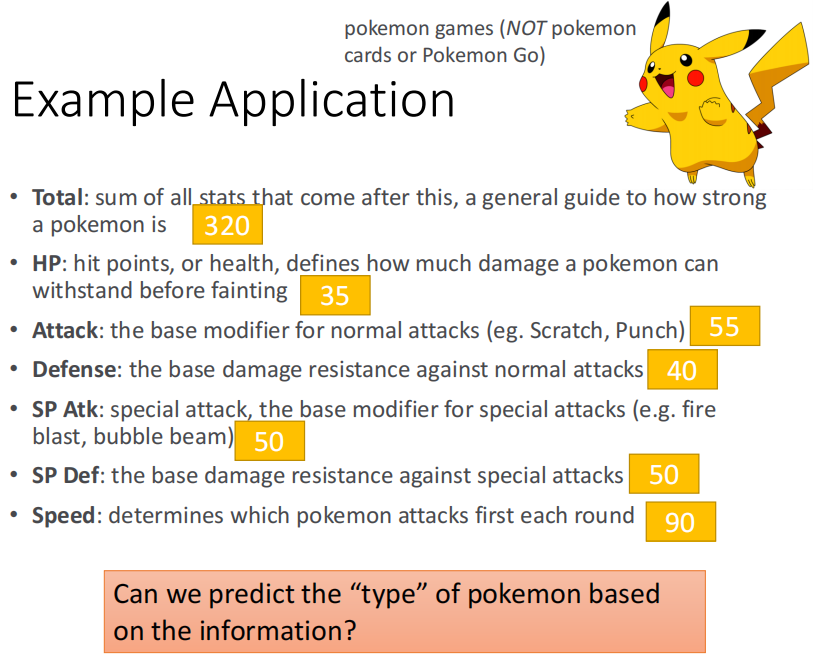 pokemon games (NOT pokemon
cards or Pokemon Go)
Example Application
• Total: sum of all stats that come after this, a general guide to how strong
a pokemon is 320
• HP: hit points, or health, defines how much damage a pokemon can
withstand before fainting 35
• Attack: the base modifier for normal attacks (eg. Scratch, Punch) 55
• Defense: the base damage resistance against normal attacks 40
• SP Atk: special attack, the base modifier for special attacks (e.g. fire
blast, bubble beam) 50
• SP Def: the base damage resistance against special attacks 50
• Speed: determines which pokemon attacks first each round 90
Can we predict the “type” of pokemon based
on the information?